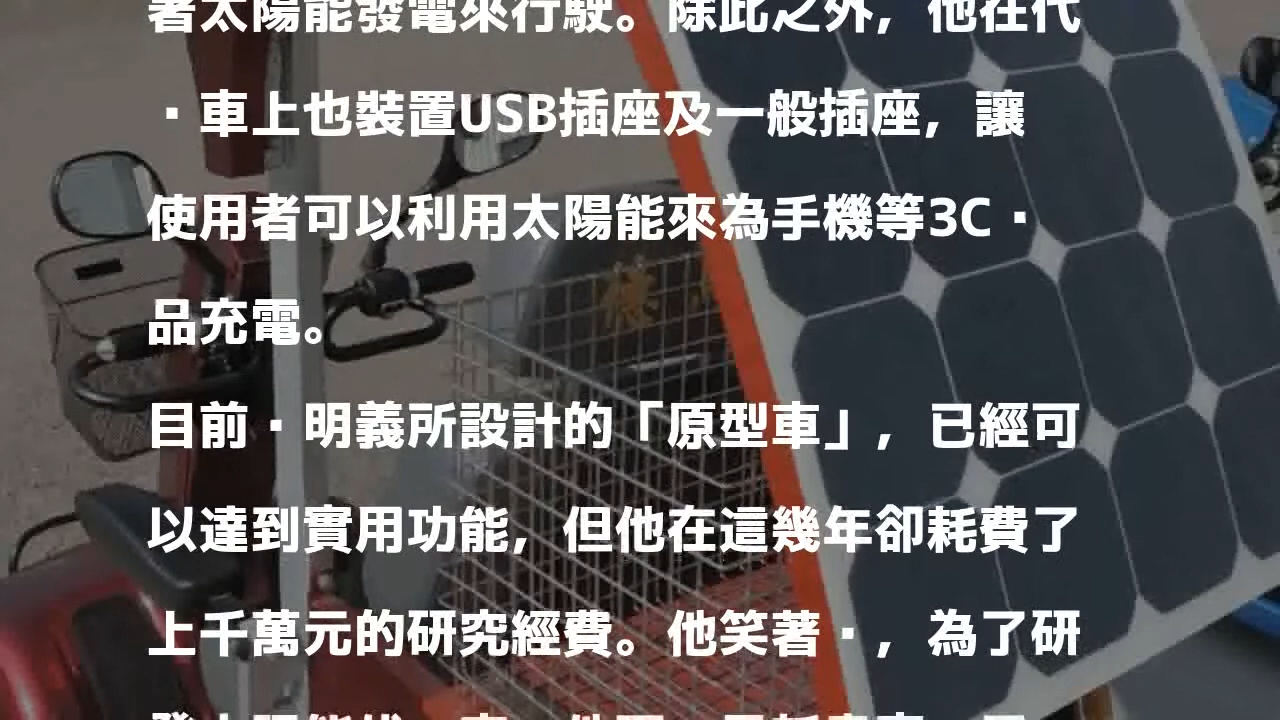 著太陽能發電來行駛。除此之外，他在代
·車上也裝置USB插座及一般插座，讓
使用者可以利用太陽能來為手機等3C·
品充電。
目前·明義所設計的「原型車」，已經可
以達到實用功能，但他在這幾年卻耗費了
上千萬元的研究經費。他笑著·，為了研